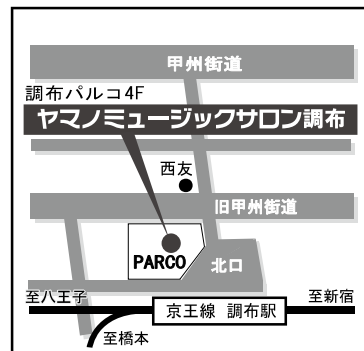 甲州街道
調布パルコ4F
ヤマノミュージックサロン調布
西友
旧甲州街道
PARCO
北口
至八王子
京王線 調布駅
至新宿
至橋本